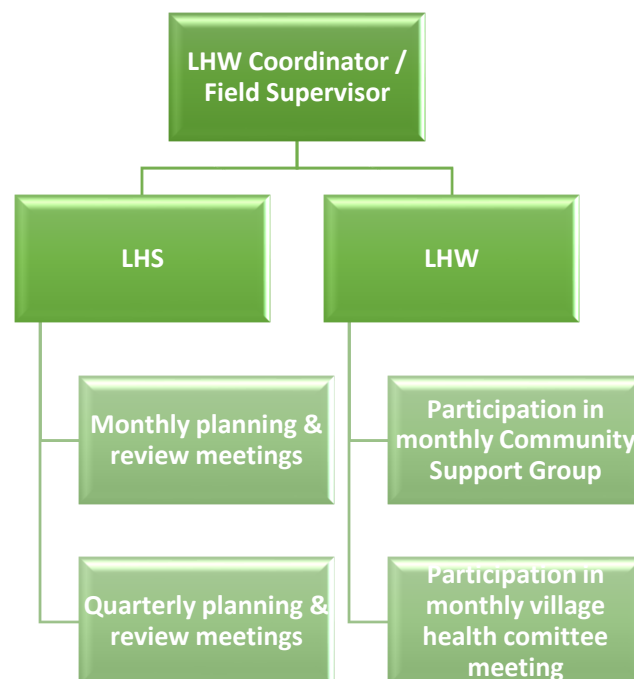 LHW Coordinator /
Field Supervisor
LHS
LHW
Monthly planning &
review meetings
Quarterly planning &
review meetings
Participation in
monthly Community
Support Group
Participation in
monthly village
health comittee
meeting